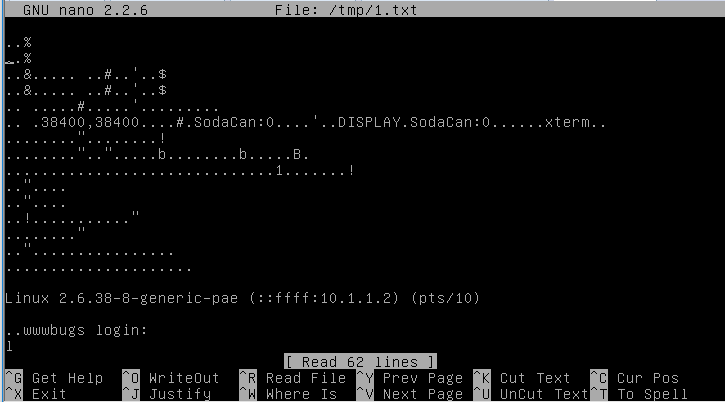 GNU nano 2.2.6 File: /tmp/1.txt
..%
..%
..&..... ..#..'..$
..&..... ..#..'..$
.. .....#.....'.........
.. .38400,38400....#.SodaCan:0....'..DISPLAY.SodaCan:0......xterm..
........."........!
........"..".....b........b.....B.
..............................1.......!
.."....
.."....
..!..........."
........"
.."................
.....................
Linux 2.6.38-8-generic-pae (::ffff:10.1.1.2) (pts/10)
..wwwbugs login:
l
[ Read 62 lines ]
^G Get Help ^O WriteOut ^R Read File ^Y Prev Page ^K Cut Text ^C Cur Pos
^X Exit ^J Justify ^W Where Is ^V Next Page ^U UnCut Text ^T To Spell